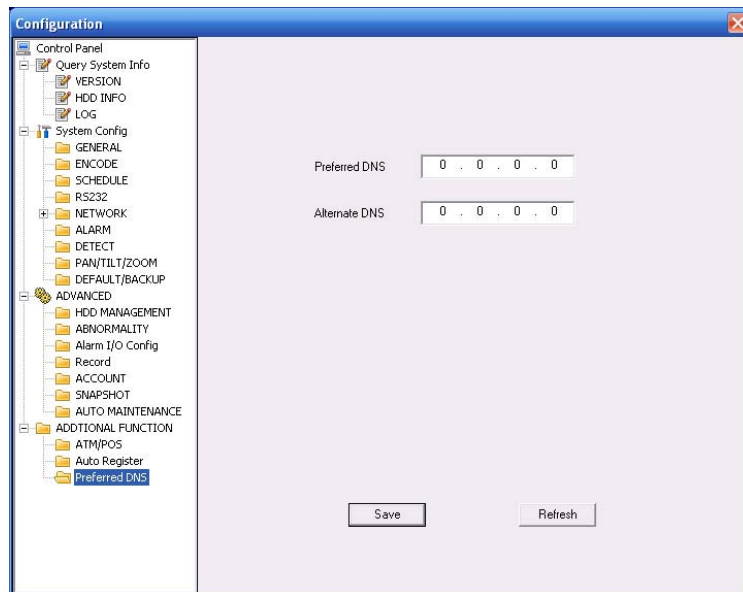 Configuration
Control Panel
Query System Info
VERSION
HDD INFO
LOG
System Config
GENERAL
ENCODE
SCHEDULE
RS232
NETWORK
ALARM
DETECT
PAN/TILT/ZOOM
DEFAULT/BACKUP
ADVANCED
HDD MANAGEMENT
ABNORMALITY
Alarm I/O Config
Record
ACCOUNT
SNAPSHOT
AUTO MAINTENANCE
ADDTIONAL FUNCTION
ATM/POS
Auto Register
Preferred DNS
Preferred DNS 0 . 0 . 0 . 0
Alternate DNS 0 . 0 . 0 . 0
Save Refresh